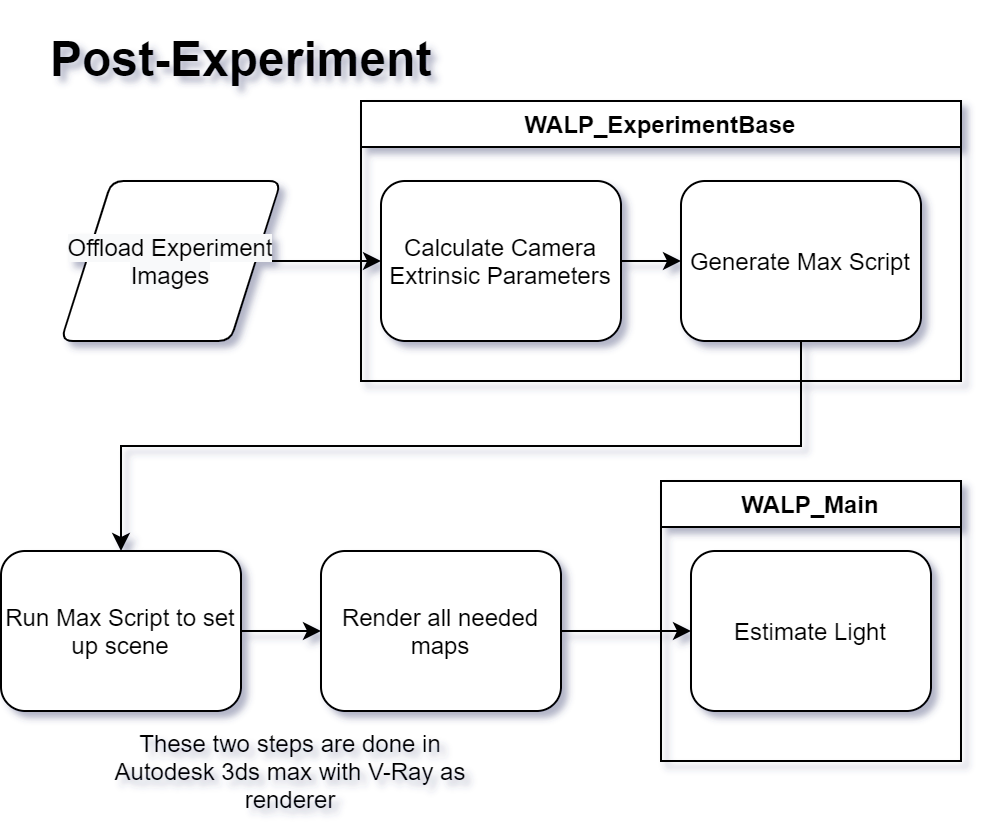 Post-Experiment
WALP_ExperimentBase
Offload Experiment
Images
Calculate Camera
Extrinsic Parameters
Generate Max Script
WALP_Main
Run Max Script to set
up scene
Render all needed
maps
Estimate Light
These two steps are done in
Autodesk 3ds max with V-Ray as
renderer